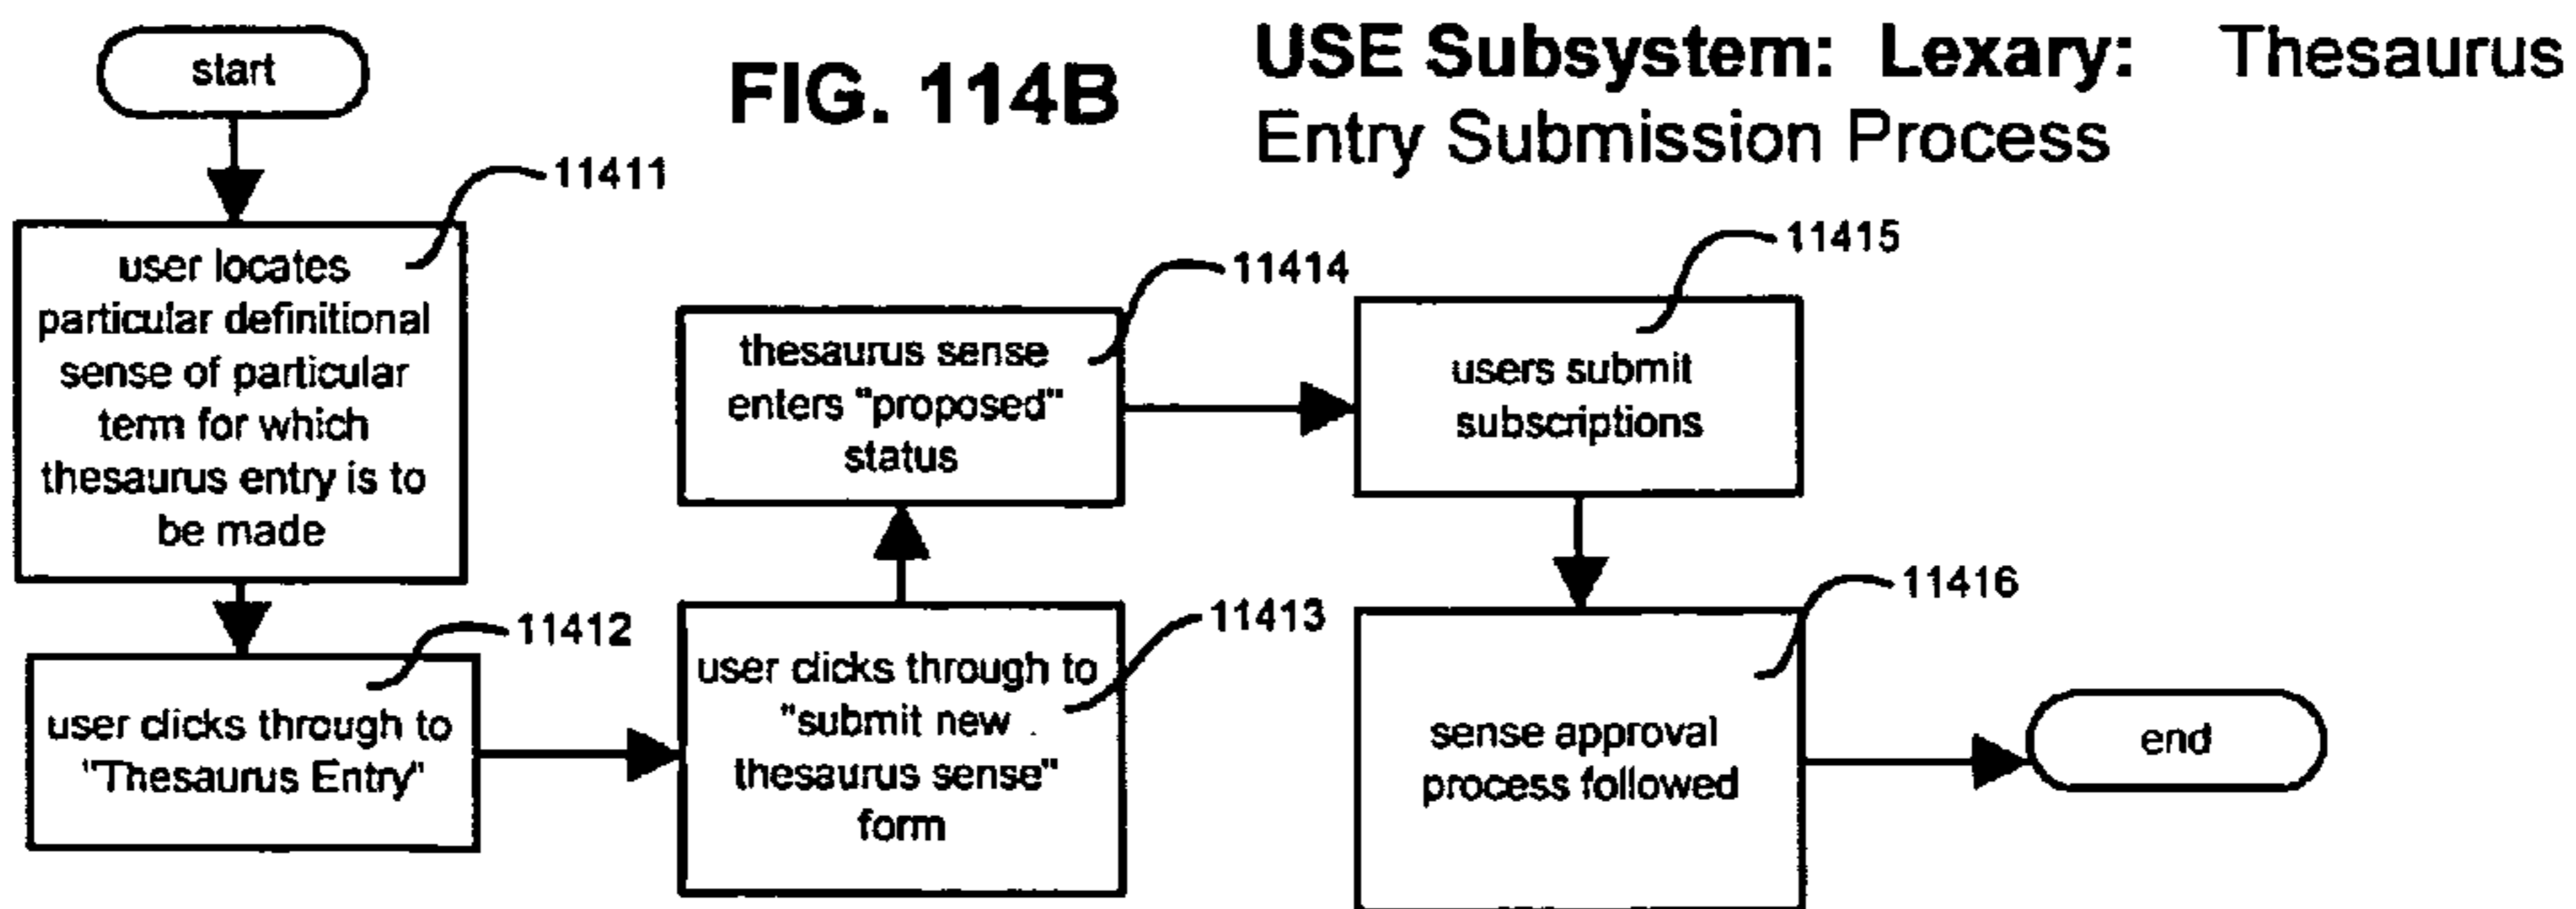 start
FIG. 114B
USE Subsystem: Lexary: Thesaurus
Entry Submission Process
11411
user locates
particular definitional
sense of particular
term for which
thesaurus entry is to
be made
11412
user clicks through to
"Thesaurus Entry"
11413
user clicks through to
"submit new
thesaurus sense"
form
11414
thesaurus sense
enters "proposed"
status
11415
users submit
subscriptions
11416
sense approval
process followed
end